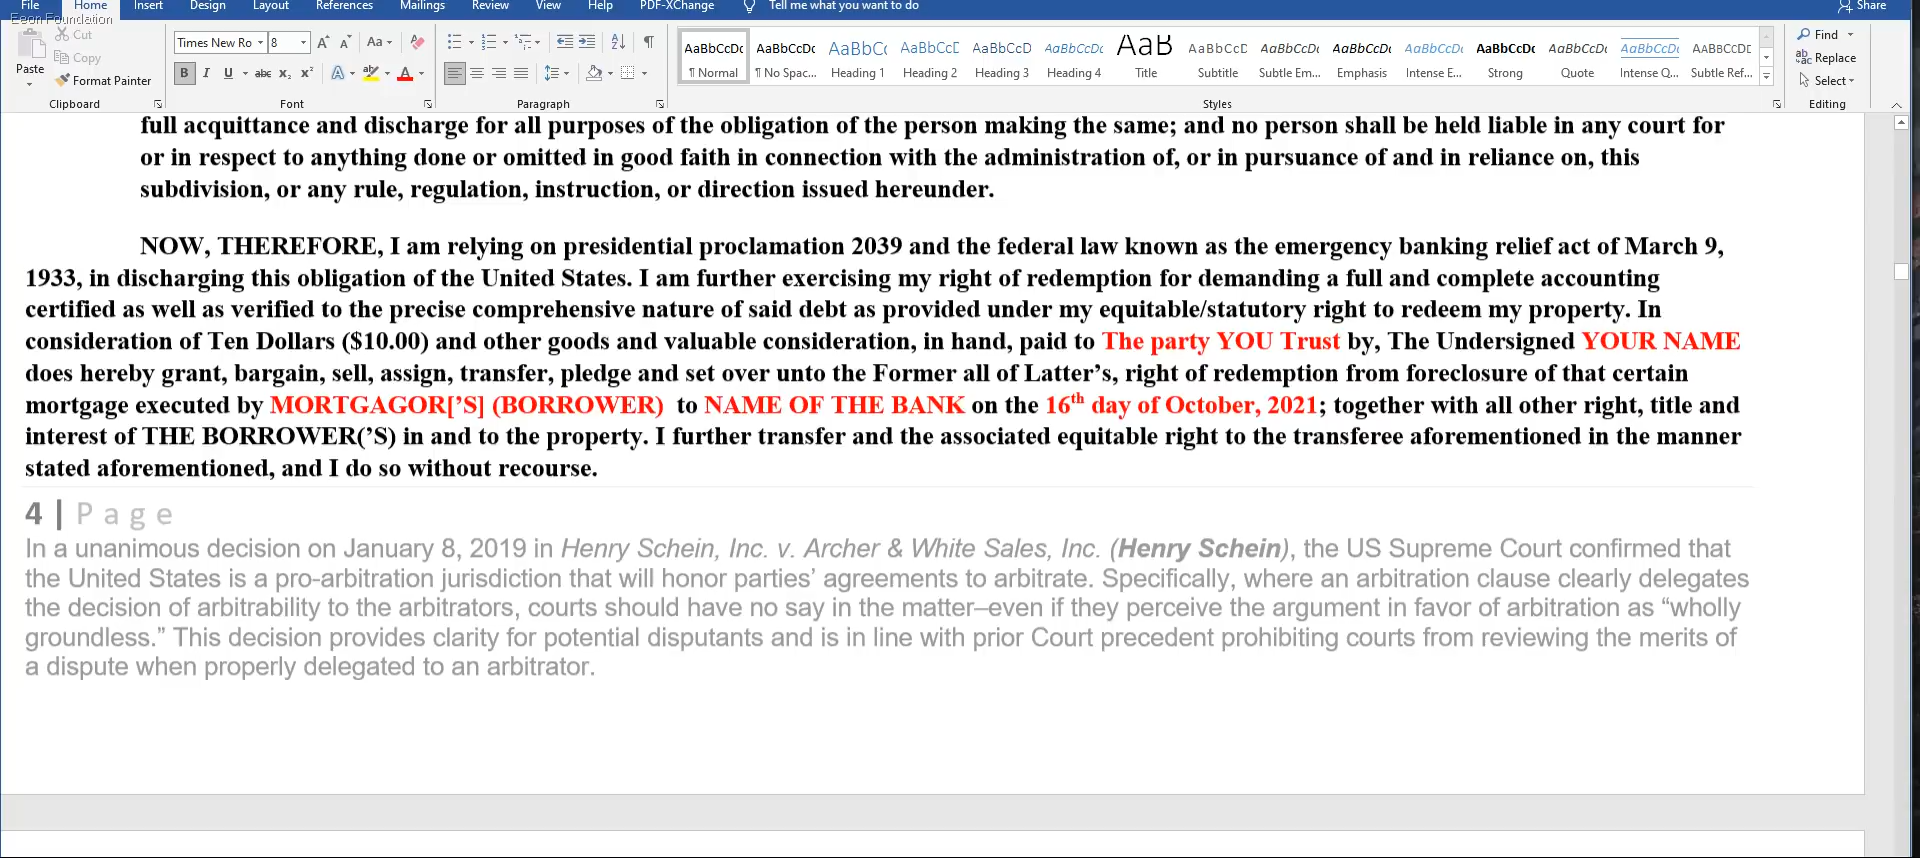 File Home Insert Design Layout References Mailings Review View Help PDF-XChange Tell me what you want to do Share
Eeon Foundation
Cut
Copy
Format Painter
Paste
Clipboard
Times New Ro 8
Font
Paragraph
AaBbCcDc AaBbCcDc AaBbCc AaBbCcE AaBbCcD AaBbCcDc AaB AaBbCcD AaBbCcDc AaBbCcDc AaBbCcDc AaBbCcDc AaBbCcDc AaBbCcDc AABBCCDE
¶ Normal ¶ No Spac... Heading 1 Heading 2 Heading 3 Heading 4 Title Subtitle Subtle Em... Emphasis Intense E... Strong Quote Intense Q... Subtle Ref...
Styles
Find
Replace
Select
Editing
full acquittance and discharge for all purposes of the obligation of the person making the same; and no person shall be held liable in any court for
or in respect to anything done or omitted in good faith in connection with the administration of, or in pursuance of and in reliance on, this
subdivision, or any rule, regulation, instruction, or direction issued hereunder.
NOW, THEREFORE, I am relying on presidential proclamation 2039 and the federal law known as the emergency banking relief act of March 9,
1933, in discharging this obligation of the United States. I am further exercising my right of redemption for demanding a full and complete accounting
certified as well as verified to the precise comprehensive nature of said debt as provided under my equitable/statutory right to redeem my property. In
consideration of Ten Dollars ($10.00) and other goods and valuable consideration, in hand, paid to The party YOU Trust by, The Undersigned YOUR NAME
does hereby grant, bargain, sell, assign, transfer, pledge and set over unto the Former all of Latter’s, right of redemption from foreclosure of that certain
mortgage executed by MORTGAGOR[’S] (BORROWER) to NAME OF THE BANK on the 16th day of October, 2021; together with all other right, title and
interest of THE BORROWER(’S) in and to the property. I further transfer and the associated equitable right to the transferee aforementioned in the manner
stated aforementioned, and I do so without recourse.
4 | Page
In a unanimous decision on January 8, 2019 in Henry Schein, Inc. v. Archer & White Sales, Inc. (Henry Schein), the US Supreme Court confirmed that
the United States is a pro-arbitration jurisdiction that will honor parties’ agreements to arbitrate. Specifically, where an arbitration clause clearly delegates
the decision of arbitrability to the arbitrators, courts should have no say in the matter–even if they perceive the argument in favor of arbitration as “wholly
groundless.” This decision provides clarity for potential disputants and is in line with prior Court precedent prohibiting courts from reviewing the merits of
a dispute when properly delegated to an arbitrator.